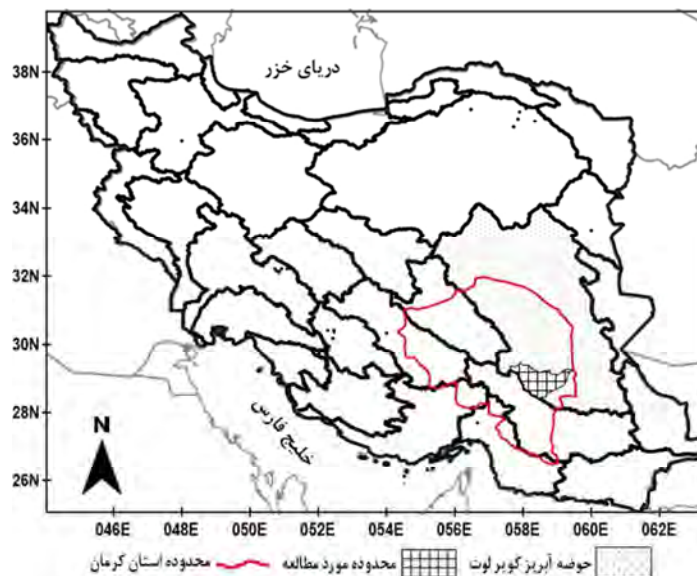 38N
دریای خزر
36N
34N
32N
30N
28N
خلیج فارس
N
26N
046E 048E 050E 052E 054E 056E 058E 060E 062E
حوضه آبریز کویر لوت محدوده مورد مطالعه محدوده استان کرمان